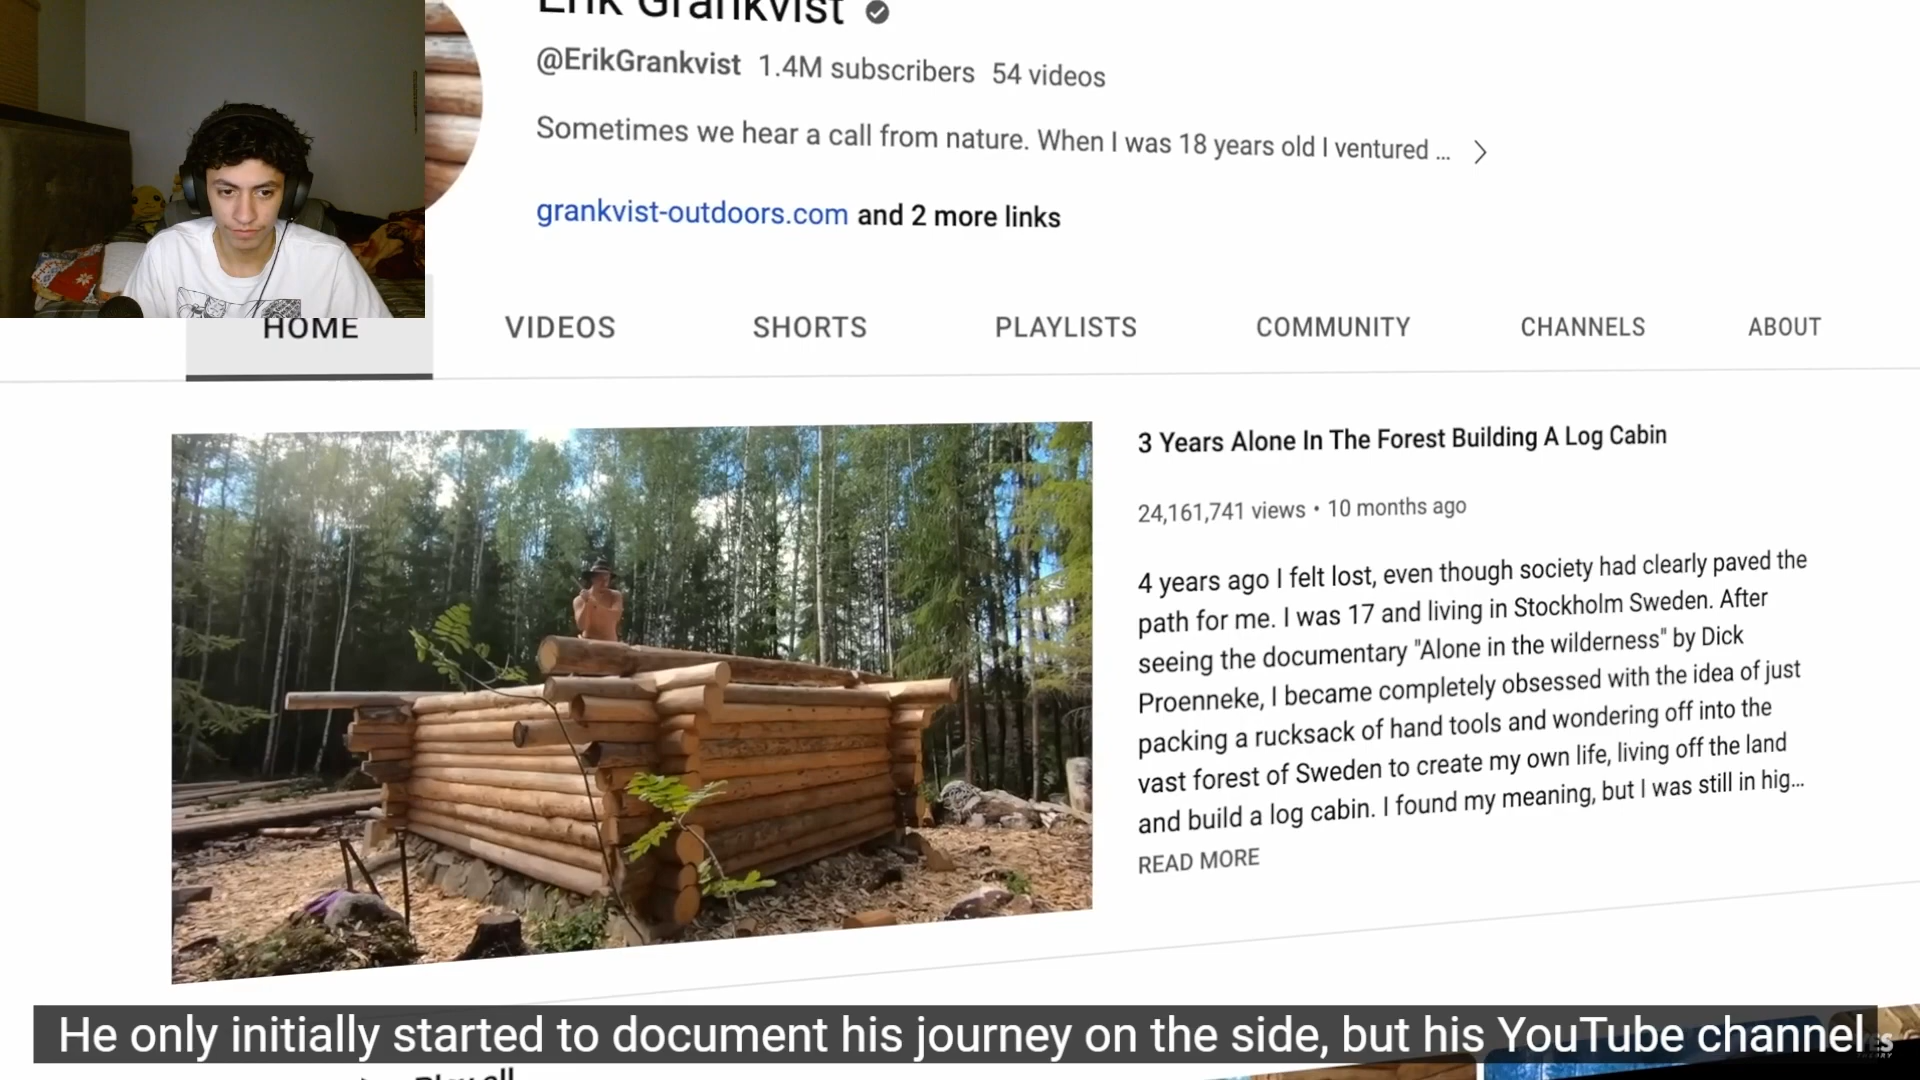 Erik Grankvist
@ErikGrankvist 1.4M subscribers 54 videos
Sometimes we hear a call from nature. When I was 18 years old I ventured ...
grankvist-outdoors.com and 2 more links
HOME VIDEOS SHORTS PLAYLISTS COMMUNITY CHANNELS ABOUT
3 Years Alone In The Forest Building A Log Cabin
24,161,741 views • 10 months ago
4 years ago I felt lost, even though society had clearly paved the
path for me. I was 17 and living in Stockholm Sweden. After
seeing the documentary "Alone in the wilderness" by Dick
Proenneke, I became completely obsessed with the idea of just
packing a rucksack of hand tools and wondering off into the
vast forest of Sweden to create my own life, living off the land
and build a log cabin. I found my meaning, but I was still in hig...
READ MORE
He only initially started to document his journey on the side, but his YouTube channel
Play all